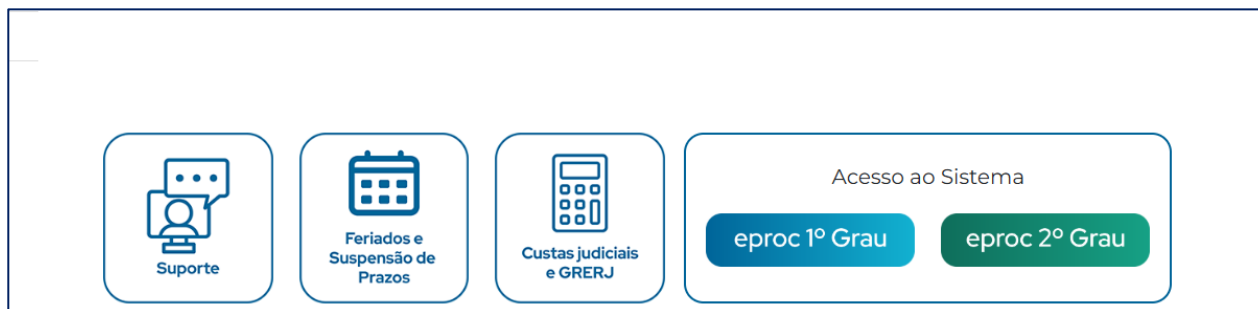 Suporte
Feriados e
Suspensão de
Prazos
Custas judiciais
e GRERJ
Acesso ao Sistema
eproc 1º Grau
eproc 2º Grau